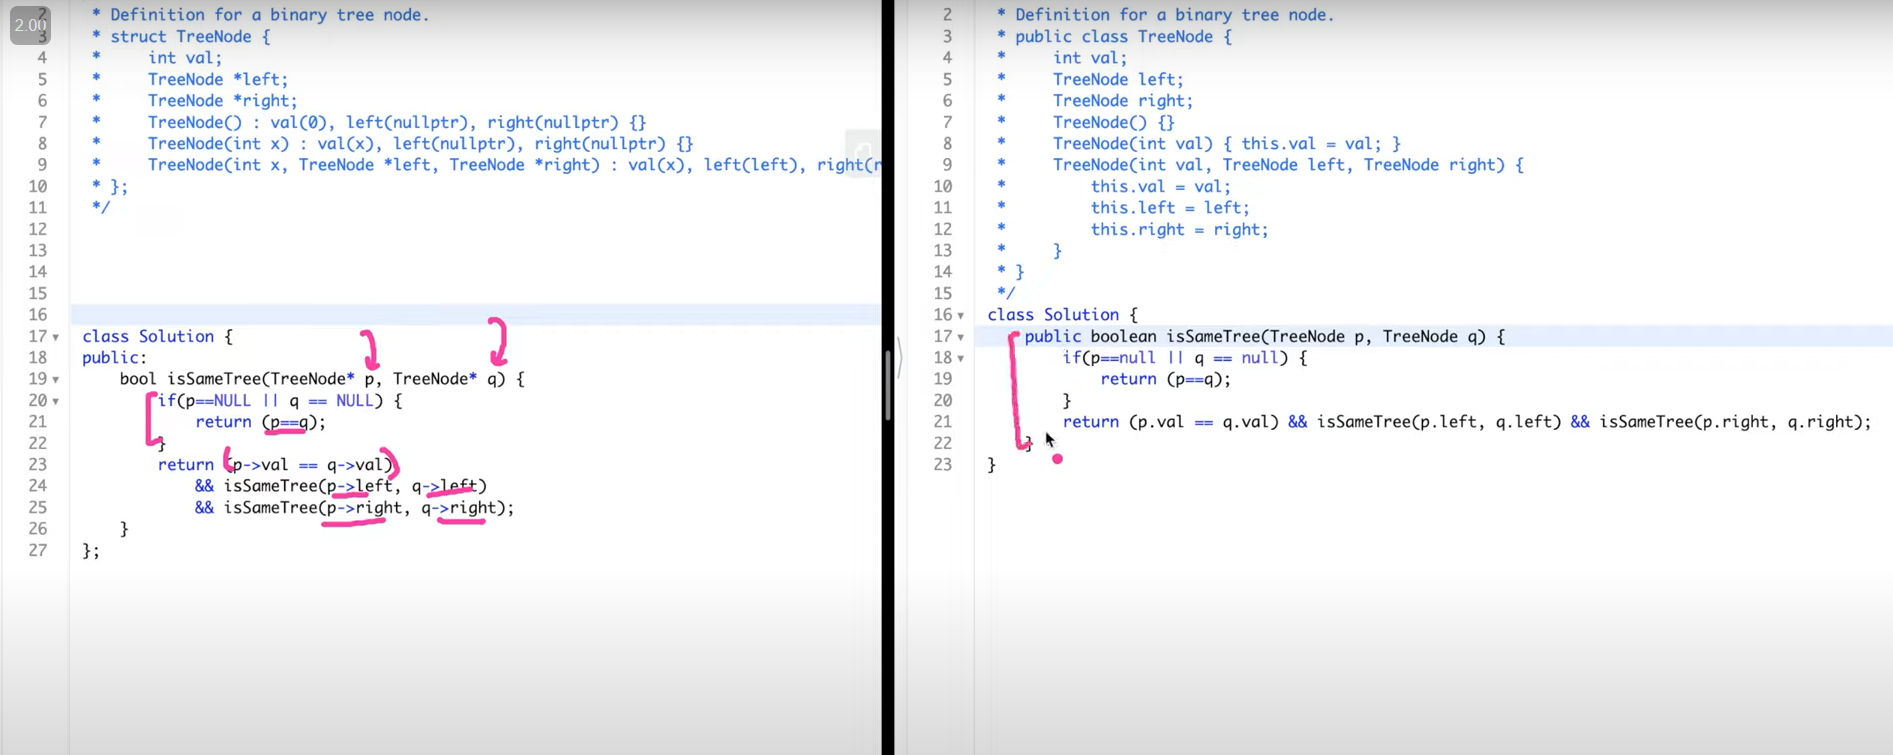 2.00
2 * Definition for a binary tree node.
3 * struct TreeNode {
4 * int val;
5 * TreeNode *left;
6 * TreeNode *right;
7 * TreeNode() : val(0), left(nullptr), right(nullptr) {}
8 * TreeNode(int x) : val(x), left(nullptr), right(nullptr) {}
9 * TreeNode(int x, TreeNode *left, TreeNode *right) : val(x), left(left), right(r
10 * };
11 */
12
13
14
15
16
17 class Solution {
18 public:
19 bool isSameTree(TreeNode* p, TreeNode* q) {
20 if(p==NULL || q == NULL) {
21 return (p==q);
22 }
23 return (p->val == q->val)
24 && isSameTree(p->left, q->left)
25 && isSameTree(p->right, q->right);
26 }
27 };
2 * Definition for a binary tree node.
3 * public class TreeNode {
4 * int val;
5 * TreeNode left;
6 * TreeNode right;
7 * TreeNode() {}
8 * TreeNode(int val) { this.val = val; }
9 * TreeNode(int val, TreeNode left, TreeNode right) {
10 * this.val = val;
11 * this.left = left;
12 * this.right = right;
13 * }
14 * }
15 */
16 class Solution {
17 public boolean isSameTree(TreeNode p, TreeNode q) {
18 if(p==null || q == null) {
19 return (p==q);
20 }
21 return (p.val == q.val) && isSameTree(p.left, q.left) && isSameTree(p.right, q.right);
22 }
23 }